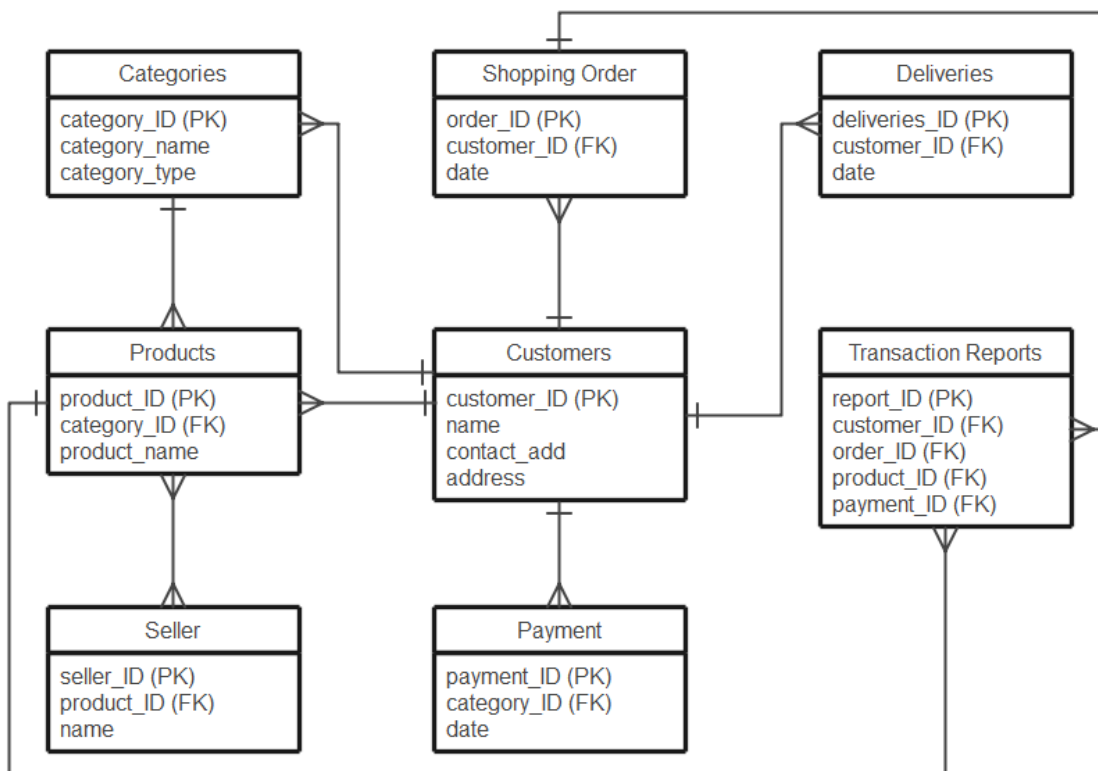 Categories
category_ID (PK)
category_name
category_type
Shopping Order
order_ID (PK)
customer_ID (FK)
date
Deliveries
deliveries_ID (PK)
customer_ID (FK)
date
Products
product_ID (PK)
category_ID (FK)
product_name
Customers
customer_ID (PK)
name
contact_add
address
Transaction Reports
report_ID (PK)
customer_ID (FK)
order_ID (FK)
product_ID (FK)
payment_ID (FK)
Seller
seller_ID (PK)
product_ID (FK)
name
Payment
payment_ID (PK)
category_ID (FK)
date